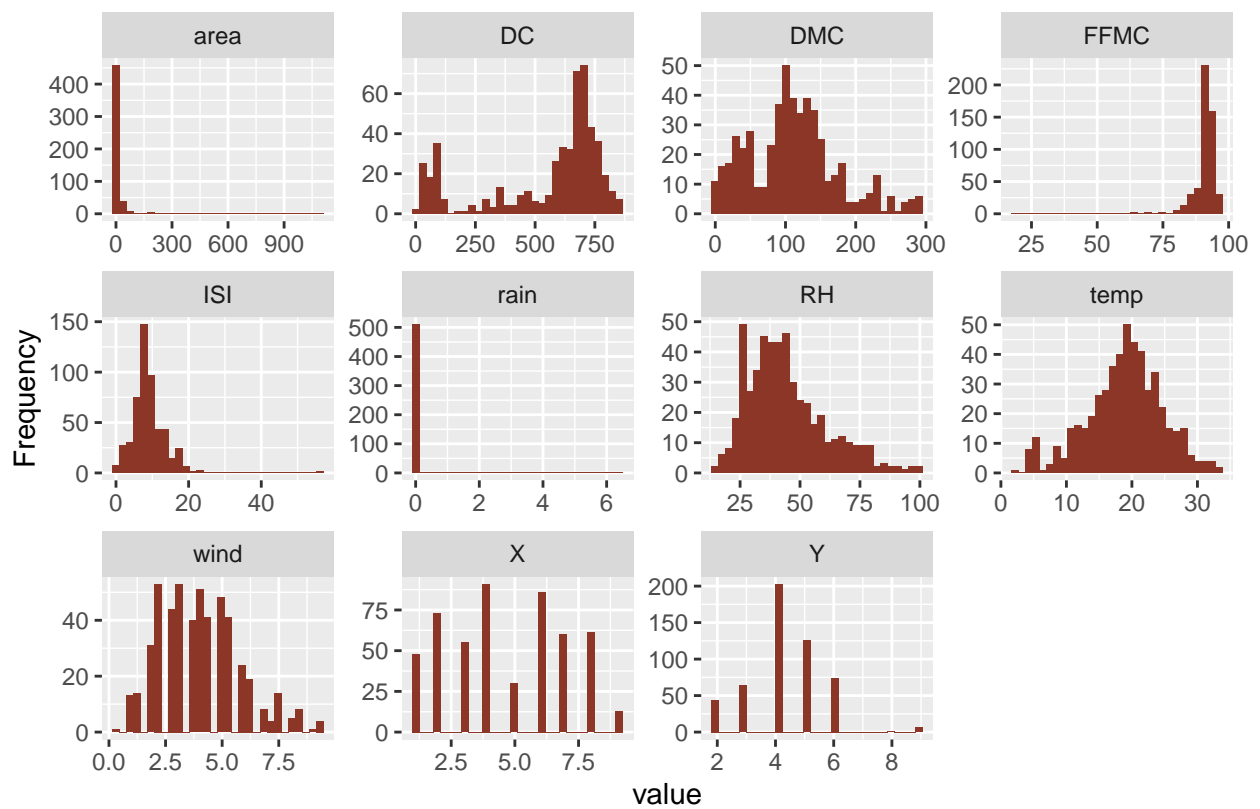 area DC DMC FFMC
400 300 200 100 0
0 300 600 900
60 40 20 0
0 250 500 750
50 40 30 20 10 0
0 100 200 300
200 150 100 50 0
25 50 75 100
ISI rain RH temp
150 100 50 0
0 20 40
500 400 300 200 100 0
0 2 4 6
50 40 30 20 10 0
25 50 75 100
50 40 30 20 10 0
0 10 20 30
Frequency
wind X Y
40 20 0
0.0 2.5 5.0 7.5
75 50 25 0
2.5 5.0 7.5
200 150 100 50 0
2 4 6 8
value